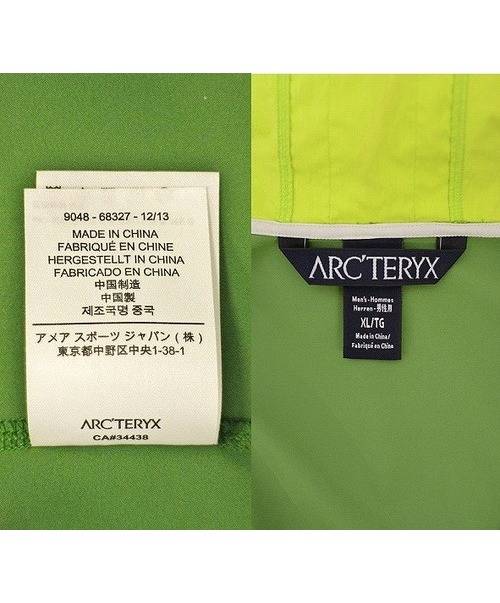 9048 - 68327 - 12/13
MADE IN CHINA
FABRIQUÉ EN CHINE
HERGESTELLT IN CHINA
FABRICADO EN CHINA
中国制造
中国製
제조국명 중국
アメア スポーツ ジャパン ( 株 )
東京都中野区中央1-38-1
ARC'TERYX
CA#34438
ARC'TERYX
Men's-Hommes
Herren-男性用
XL/TG
Made in China/
Fabriqué en Chine